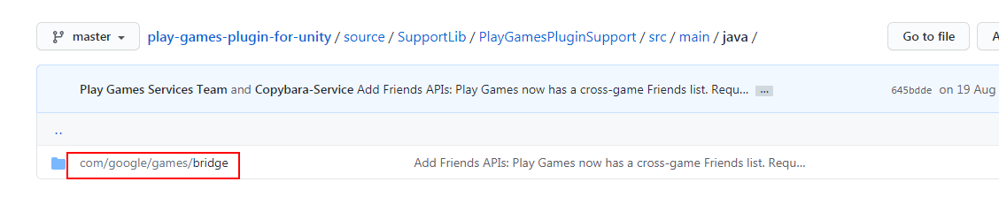 master play-games-plugin-for-unity / source / SupportLib / PlayGamesPluginSupport / src / main / java / Go to file A
Play Games Services Team and Copybara-Service Add Friends APIs: Play Games now has a cross-game Friends list. Requ... ... 645bdde on 19 Aug
..
com/google/games/bridge Add Friends APIs: Play Games now has a cross-game Friends list. Requ...